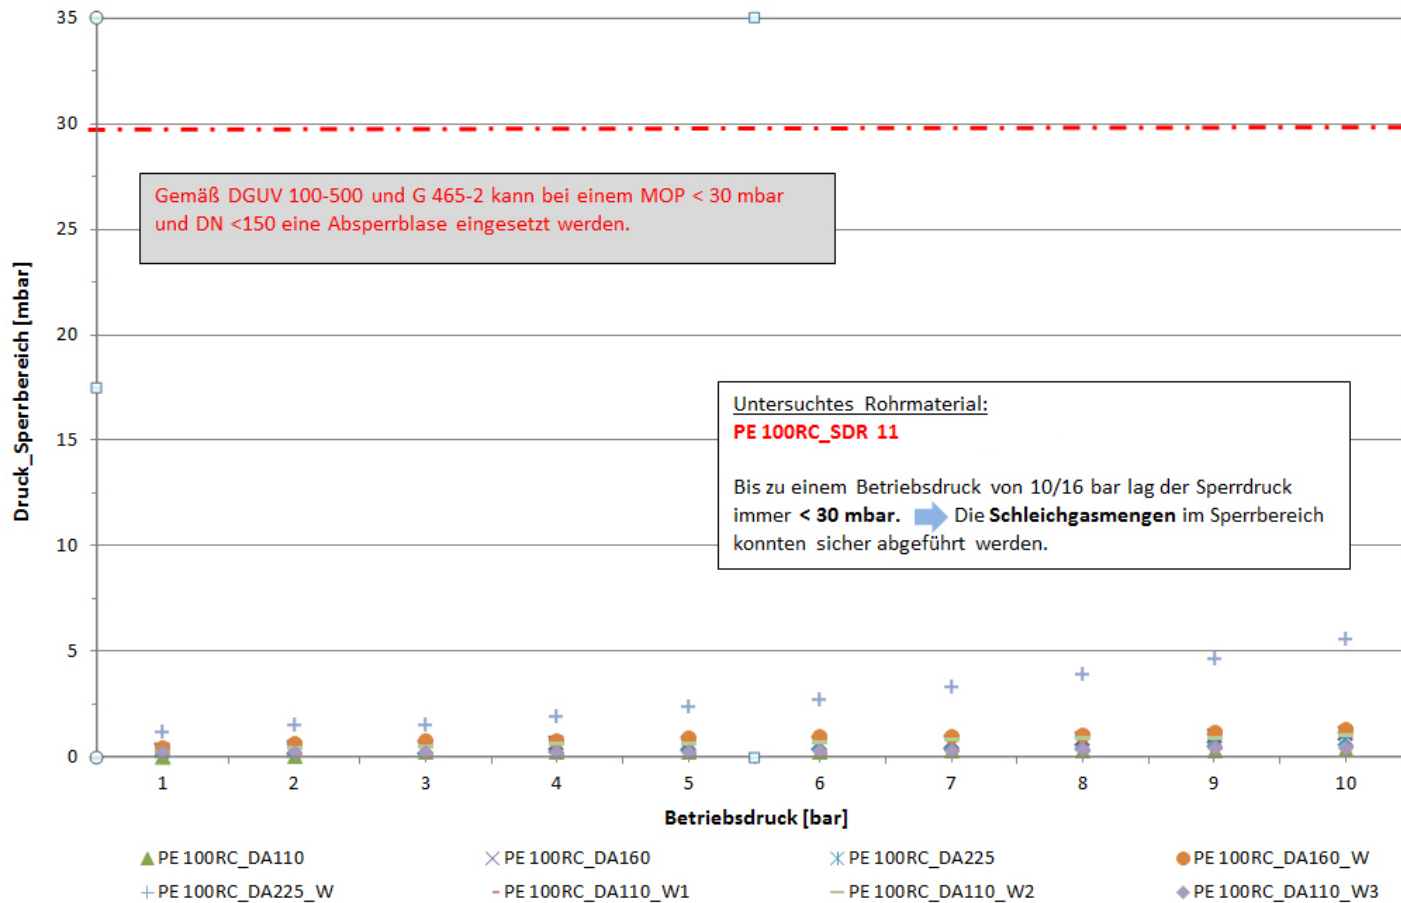 35
30
Gemäß DGUV 100-500 und G 465-2 kann bei einem MOP < 30 mbar
und DN <150 eine Absperrblase eingesetzt werden.
25
Druck_Sperrbereich [mbar]
20
Untersuchtes Rohrmaterial:
PE 100RC_SDR 11
15
Bis zu einem Betriebsdruck von 10/16 bar lag der Sperrdruck
immer < 30 mbar. Die Schleichgasmengen im Sperrbereich
konnten sicher abgeführt werden.
10
5
0
1 2 3 4 5 6 7 8 9 10
Betriebsdruck [bar]
PE 100RC_DA110 PE 100RC_DA160 PE 100RC_DA225 PE 100RC_DA160_W
PE 100RC_DA225_W PE 100RC_DA110_W1 PE 100RC_DA110_W2 PE 100RC_DA110_W3